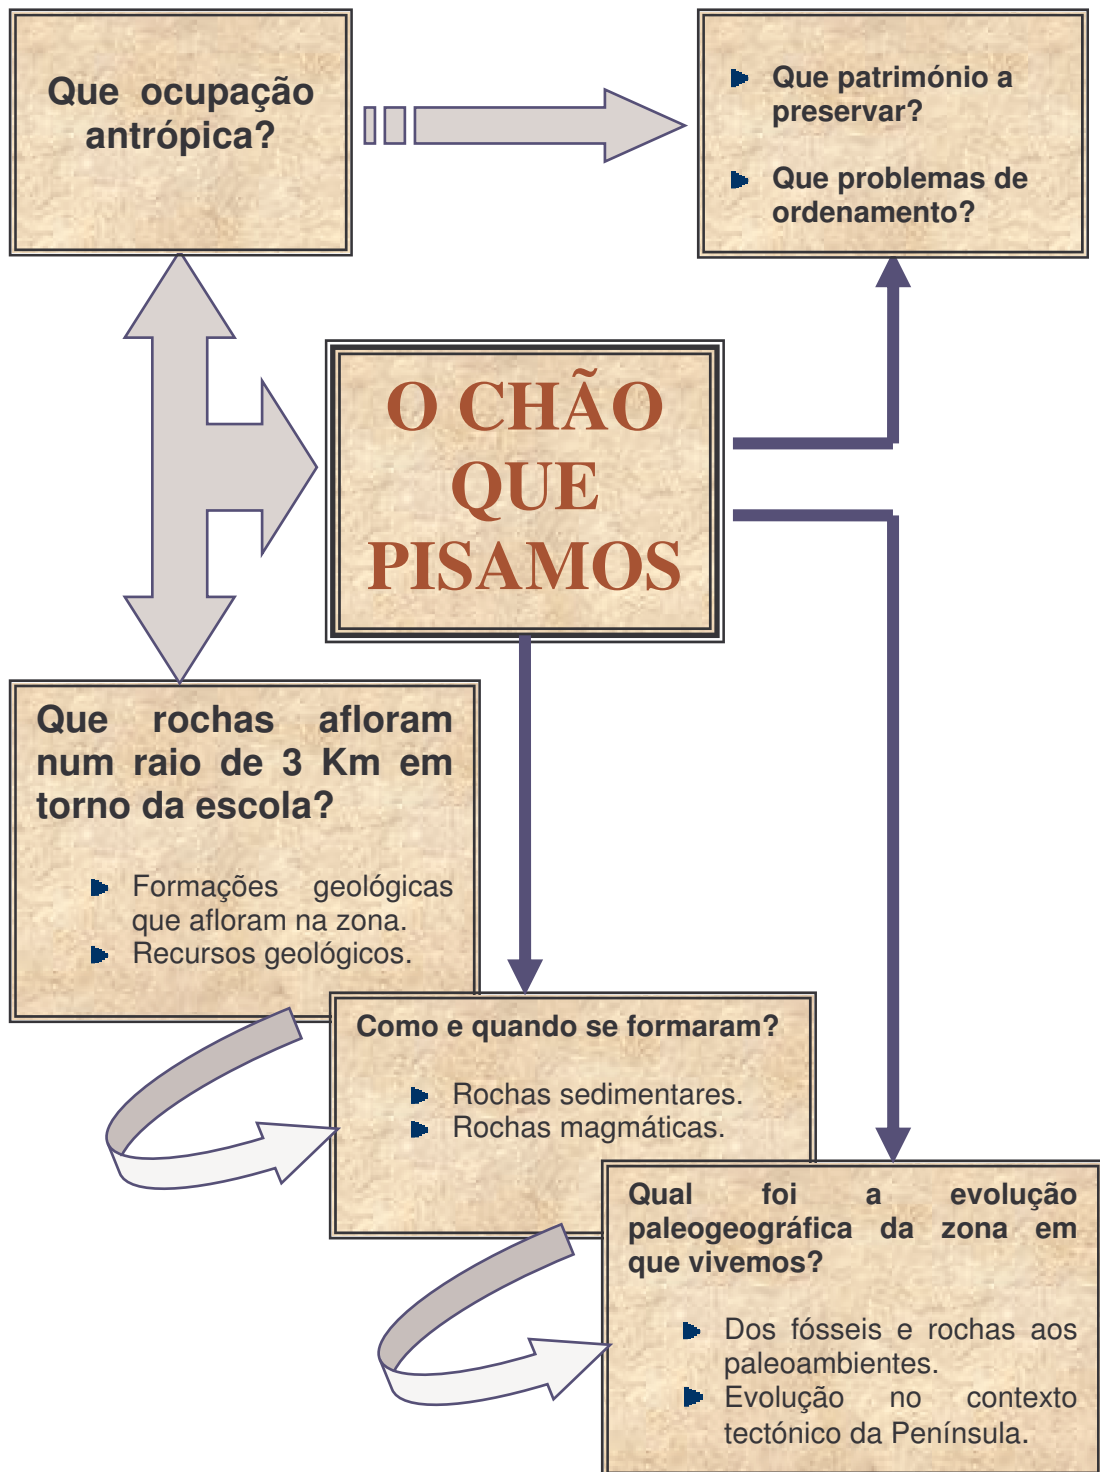 Que ocupação
antrópica?
Que património a
preservar?
Que problemas de
ordenamento?
O CHÃO
QUE
PISAMOS
Que rochas afloram
num raio de 3 Km em
torno da escola?
Formações geológicas
que afloram na zona.
Recursos geológicos.
Como e quando se formaram?
Rochas sedimentares.
Rochas magmáticas.
Qual foi a evolução
paleogeográfica da zona em
que vivemos?
Dos fósseis e rochas aos
paleoambientes.
Evolução no contexto
tectónico da Península.